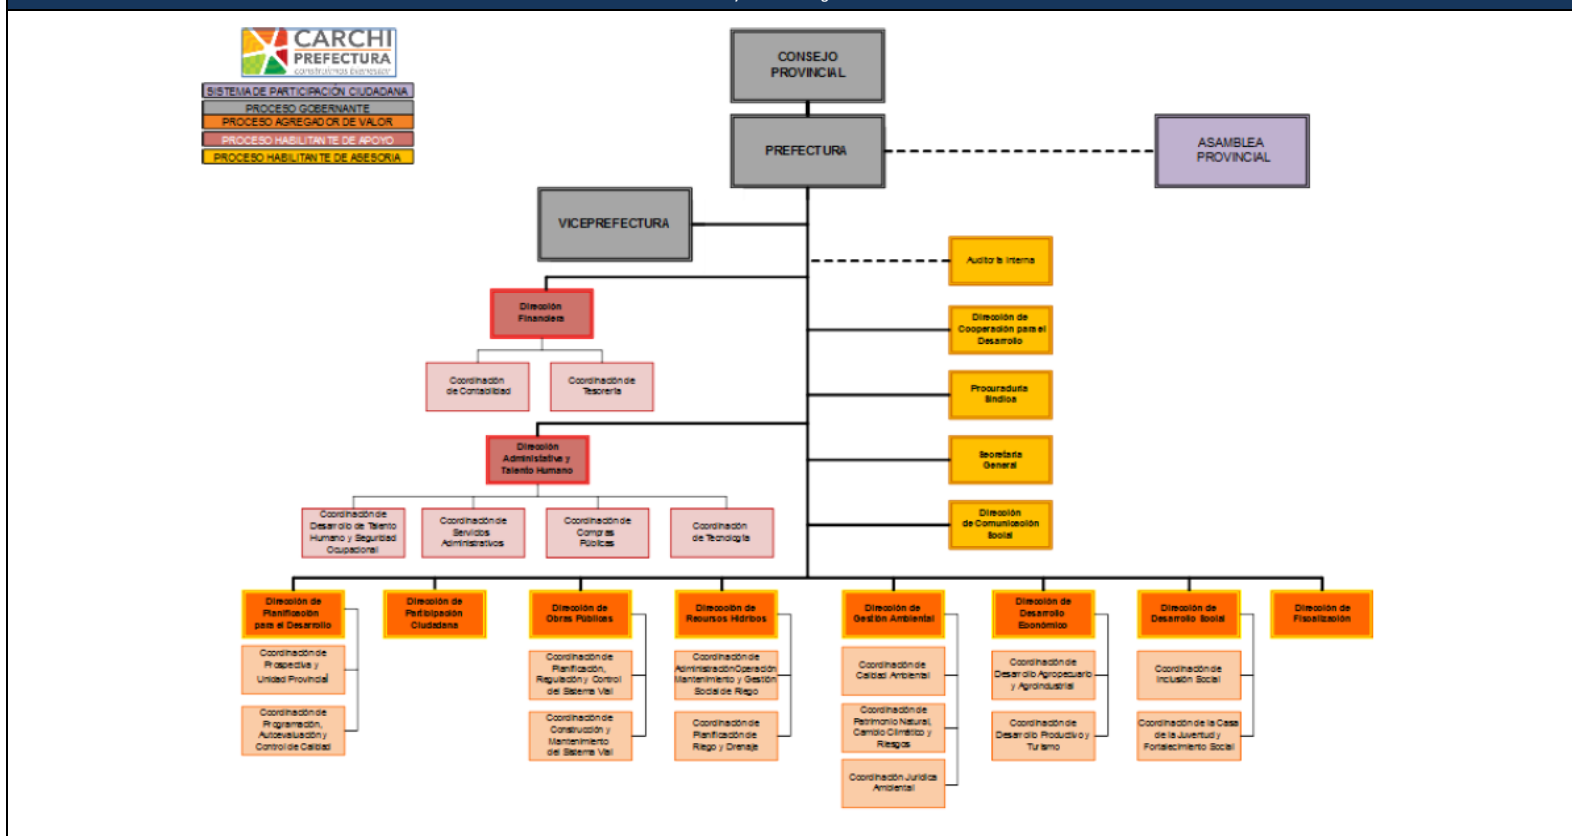 CARCHI
PREFECTURA
construimos bienestar
SISTEMA DE PARTICIPACIÓN CIUDADANA
PROCESO GOBERNANTE
PROCESO AGREGADOR DE VALOR
PROCESO HABILITANTE DE APOYO
PROCESO HABILITANTE DE ASESORIA
CONSEJO
PROVINCIAL
PREFECTURA
ASAMBLEA
PROVINCIAL
VICEPREFECTURA
Auditoría Interna
Dirección
Financiera
Dirección de
Cooperación para el
Desarrollo
Coordinación
de Contabilidad
Coordinación de
Tesorería
Procuraduría
Síndica
Dirección
Administativa y
Talento Humano
Secretaría
General
Coordinación de
Desarrollo de Talento
Humano y Seguridad
Ocupacional
Coordinación de
Servicios
Administrativos
Coordinación de
Compras
Públicas
Coordinación
de Tecnología
Dirección
de Comunicación
Social
Dirección de
Planificación
para el Desarrollo
Dirección de
Participación
Ciudadana
Dirección de
Obras Públicas
Dirección de
Recursos Hídricos
Dirección de
Gestión Ambiental
Dirección de
Desarrollo
Económico
Dirección de
Desarrollo Social
Dirección de
Fiscalización
Coordinación de
Prospectiva y
Unidad Provincial
Coordinación de
Planificación,
Regulación y Control
del Sistema Vial
Coordinación de
Administración Operación
Mantenimiento y Gestión
Social de Riego
Coordinación de
Calidad Ambiental
Coordinación de
Desarrollo Agropecuario
y Agroindustrial
Coordinación de
Inclusión Social
Coordinación de
Programación,
Autoevaluación y
Control de Calidad
Coordinación de
Construcción y
Mantenimiento
del Sistema Vial
Coordinación de
Planificación de
Riego y Drenaje
Coordinación de
Patrimonio Natural,
Cambio Climático y
Riesgos
Coordinación de
Desarrollo Productivo y
Turismo
Coordinación de la Casa
de la Juventud y
Fortalecimiento Social
Coordinación Jurídica
Ambiental